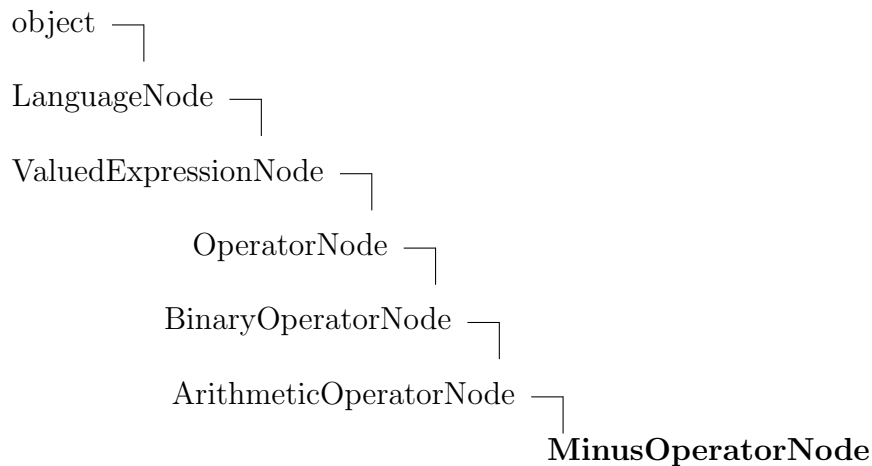 object
LanguageNode
ValuedExpressionNode
OperatorNode
BinaryOperatorNode
ArithmeticOperatorNode
MinusOperatorNode